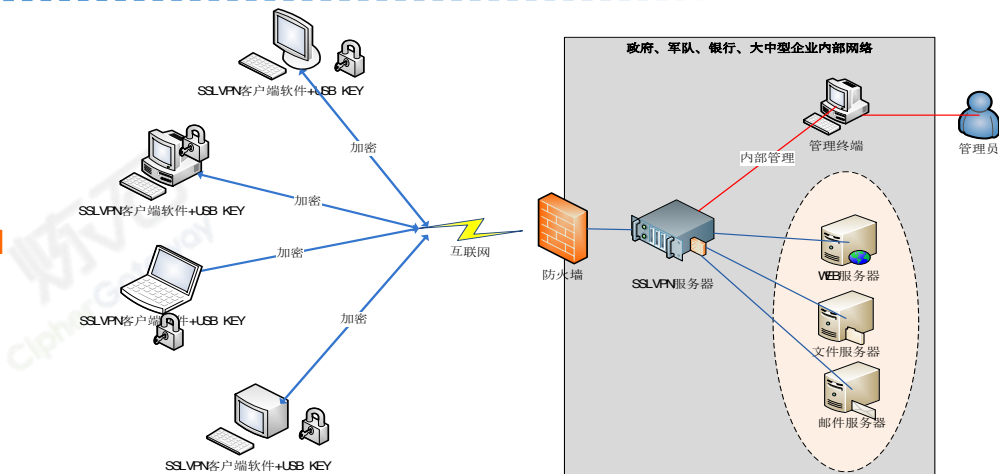 政府、军队、银行、大中型企业内部网络
SSLVPN客户端软件+USB KEY
加密
管理终端
管理员
内部管理
SSLVPN客户端软件+USB KEY
加密
加密
互联网
防火墙
SSLVPN服务器
WEB服务器
SSLVPN客户端软件+USB KEY
加密
文件服务器
邮件服务器
SSLVPN客户端软件+USB KEY